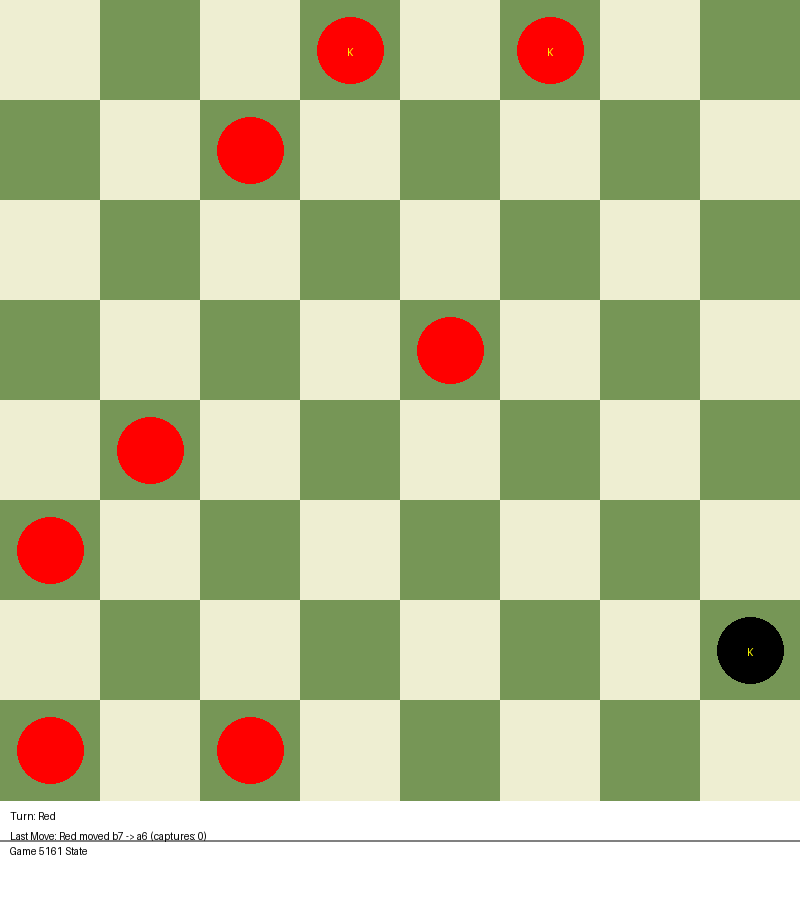 K K
K
Turn: Red
Last Move: Red moved b7 -> a6 (captures: 0)
Game 5161 State